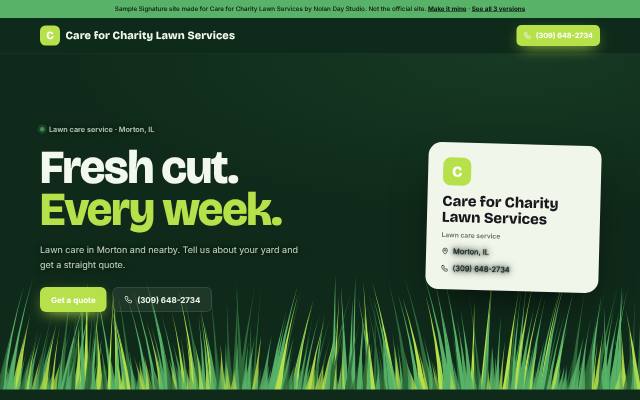 Sample Signature site made for Care for Charity Lawn Services by Nolan Day Studio. Not the official site. Make it mine · See all 3 versions
C Care for Charity Lawn Services
(309) 648-2734
Lawn care service · Morton, IL
Fresh cut.
Every week.
Lawn care in Morton and nearby. Tell us about your yard and
get a straight quote.
Get a quote
(309) 648-2734
C
Care for Charity
Lawn Services
Lawn care service
Morton, IL
(309) 648-2734